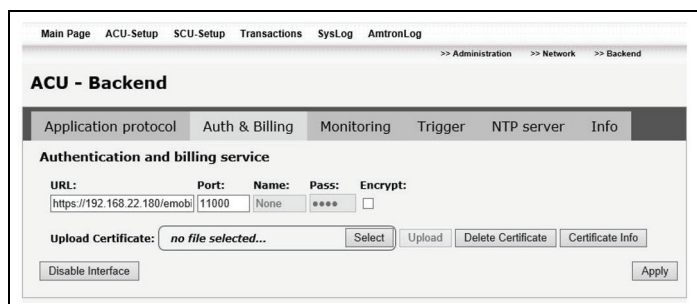 Main Page ACU-Setup SCU-Setup Transactions SysLog AmtronLog
>> Administration >> Network >> Backend
ACU - Backend
Application protocol Auth & Billing Monitoring Trigger NTP server Info
Authentication and billing service
URL: Port: Name: Pass: Encrypt:
https://192.168.22.180/emobi 11000 None ••••
Upload Certificate: no file selected... Select Upload Delete Certificate Certificate Info
Disable Interface Apply